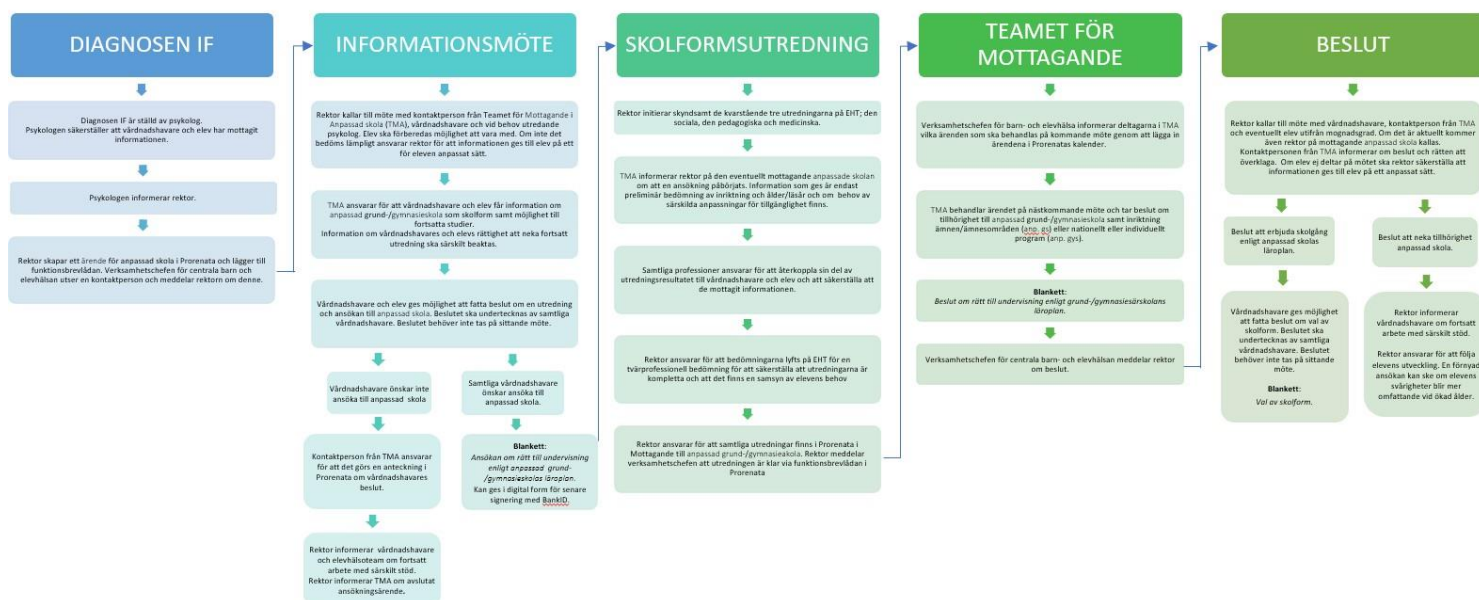 DIAGNOSEN IF
Diagnosen IF är ställd av psykolog.
Psykologen säkerställer att vårdnadshavare och elev har mottagit
informationen.
Psykologen informerar rektor.
Rektor skapar ett ärende för anpassad skola i Prorenata och lägger till
funktionsbrevlådan. Verksamhetschefen för centrala barn och
elevhälsan utser en kontaktperson och meddelar rektorn om denne.
INFORMATIONSMÖTE
Rektor kallar till möte med kontaktperson från Teamet för Mottagande i
Anpassad skola (TMA), vårdnadshavare och vid behov utredande
psykolog. Elev ska förberedas möjlighet att vara med. Om inte det
bedöms lämpligt ansvarar rektor för att informationen ges till elev på ett
för eleven anpassat sätt.
TMA ansvarar för att vårdnadshavare och elev får information om
anpassad grund-/gymnasieskola som skolform samt möjlighet till
fortsatta studier.
Information om vårdnadshavares och elevs rättighet att neka fortsatt
utredning ska särskilt beaktas.
Vårdnadshavare och elev ges möjlighet att fatta beslut om en utredning
och ansökan till anpassad skola. Beslutet ska undertecknas av samtliga
vårdnadshavare. Beslutet behöver inte tas på sittande möte.
Vårdnadshavare önskar inte
ansöka till anpassad skola
Kontaktperson från TMA ansvarar
för att det görs en anteckning i
Prorenata om vårdnadshavares
beslut.
Rektor informerar vårdnadshavare
och elevhälsoteam om fortsatt
arbete med särskilt stöd.
Rektor informerar TMA om avslutat
ansökningsärende.
Samtliga vårdnadshavare
önskar ansöka till
anpassad skola.
Blankett:
Ansökan om rätt till undervisning
enligt anpassad grund-
/gymnasieskolas läroplan.
Kan ges i digital form för senare
signering med BankID.
SKOLFORMSUTREDNING
Rektor initierar skyndsamt de kvarstående tre utredningarna på EHT; den
sociala, den pedagogiska och medicinska.
TMA informerar rektor på den eventuellt mottagande anpassade skolan
om att en ansökning påbörjats. Information som ges är endast
preliminär bedömning av inriktning och ålder/läsår och om behov av
särskilda anpassningar för tillgänglighet finns.
Samtliga professioner ansvarar för att återkoppla sin del av
utredningsresultatet till vårdnadshavare och elev och att säkerställa att
de mottagit informationen.
Rektor ansvarar för att bedömningarna lyfts på EHT för en
tvärprofessionell bedömning för att säkerställa att utredningarna är
kompletta och att det finns en samsyn av elevens behov
Rektor ansvarar för att samtliga utredningar finns i Prorenata i
Mottagande till anpassad grund-/gymnasieakola. Rektor meddelar
verksamhetschefen att utredningen är klar via funktionsbrevlådan i
Prorenata
TEAMET FÖR
MOTTAGANDE
Verksamhetschefen för barn- och elevhälsa informerar deltagarna i TMA
vilka ärenden som ska behandlas på kommande möte genom att lägga in
ärendena i Prorenatas kalender.
TMA behandlar ärendet på nästkommande möte och tar beslut om
tillhörighet till anpassad grund-/gymnasieskola samt inriktning
ämnen/ämnesområden (anp. gs) eller nationellt eller individuellt
program (anp. gys).
Blankett:
Beslut om rätt till undervisning enligt grund-/gymnasiesärskolans
läroplan.
Verksamhetschefen för centrala barn- och elevhälsan meddelar rektor
om beslut.
BESLUT
Rektor kallar till möte med vårdnadshavare, kontaktperson från TMA
och eventuellt elev utifrån mognadsgrad. Om det är aktuellt kommer
även rektor på mottagande anpassad skola kallas.
Kontaktpersonen från TMA informerar om beslut och rätten att
överklaga. Om elev ej deltar på mötet ska rektor säkerställa att
informationen ges till elev på ett anpassat sätt.
Beslut att erbjuda skolgång
enligt anpassad skolas
läroplan.
Vårdnadshavare ges möjlighet
att fatta beslut om val av
skolform. Beslutet ska
undertecknas av samtliga
vårdnadshavare. Beslutet
behöver inte tas på sittande
möte.
Blankett:
Val av skolform.
Beslut att neka tillhörighet
anpassad skola.
Rektor informerar
vårdnadshavare om fortsatt
arbete med särskilt stöd.
Rektor ansvarar för att följa
elevens utveckling. En förnyad
ansökan kan ske om elevens
svårigheter blir mer
omfattande vid ökad ålder.